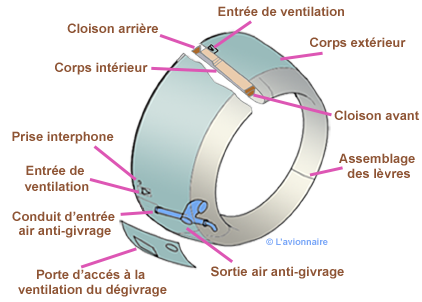 Entrée de ventilation
Cloison arrière
Corps extérieur
Corps intérieur
Cloison avant
Prise interphone
Assemblage
des lèvres
Entrée de
ventilation
Conduit d'entrée
air anti-givrage
© L'avionnaire
Sortie air anti-givrage
Porte d'accés à la
ventilation du dégivrage